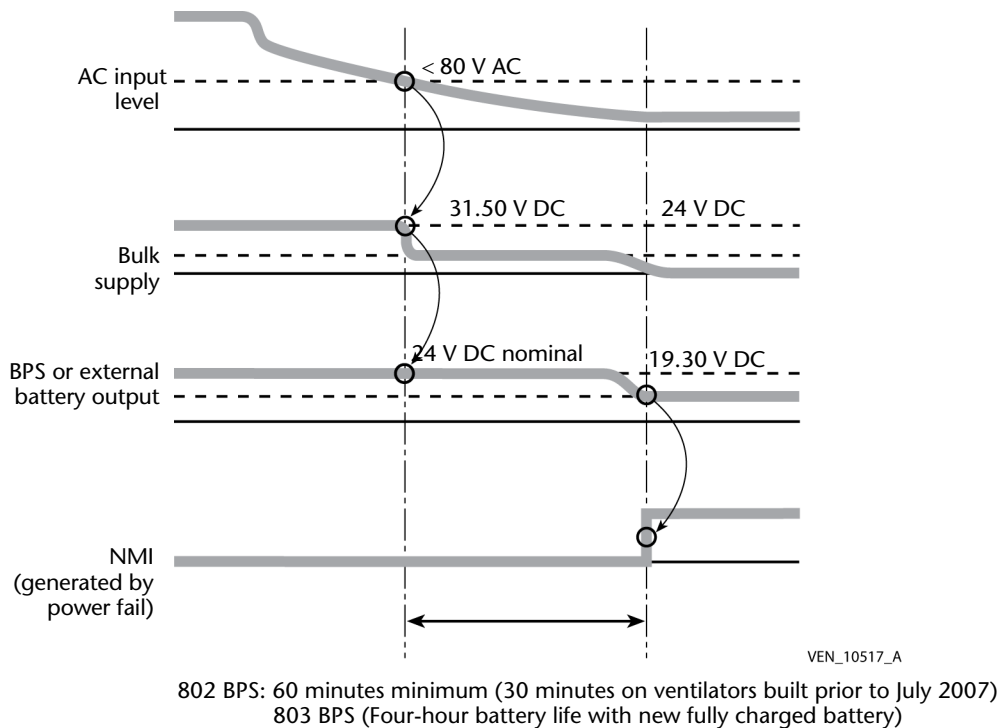 AC input
level
< 80 V AC
31.50 V DC
24 V DC
Bulk
supply
24 V DC nominal
19.30 V DC
BPS or external
battery output
NMI
(generated by
power fail)
VEN_10517_A
802 BPS: 60 minutes minimum (30 minutes on ventilators built prior to July 2007)
803 BPS (Four-hour battery life with new fully charged battery)